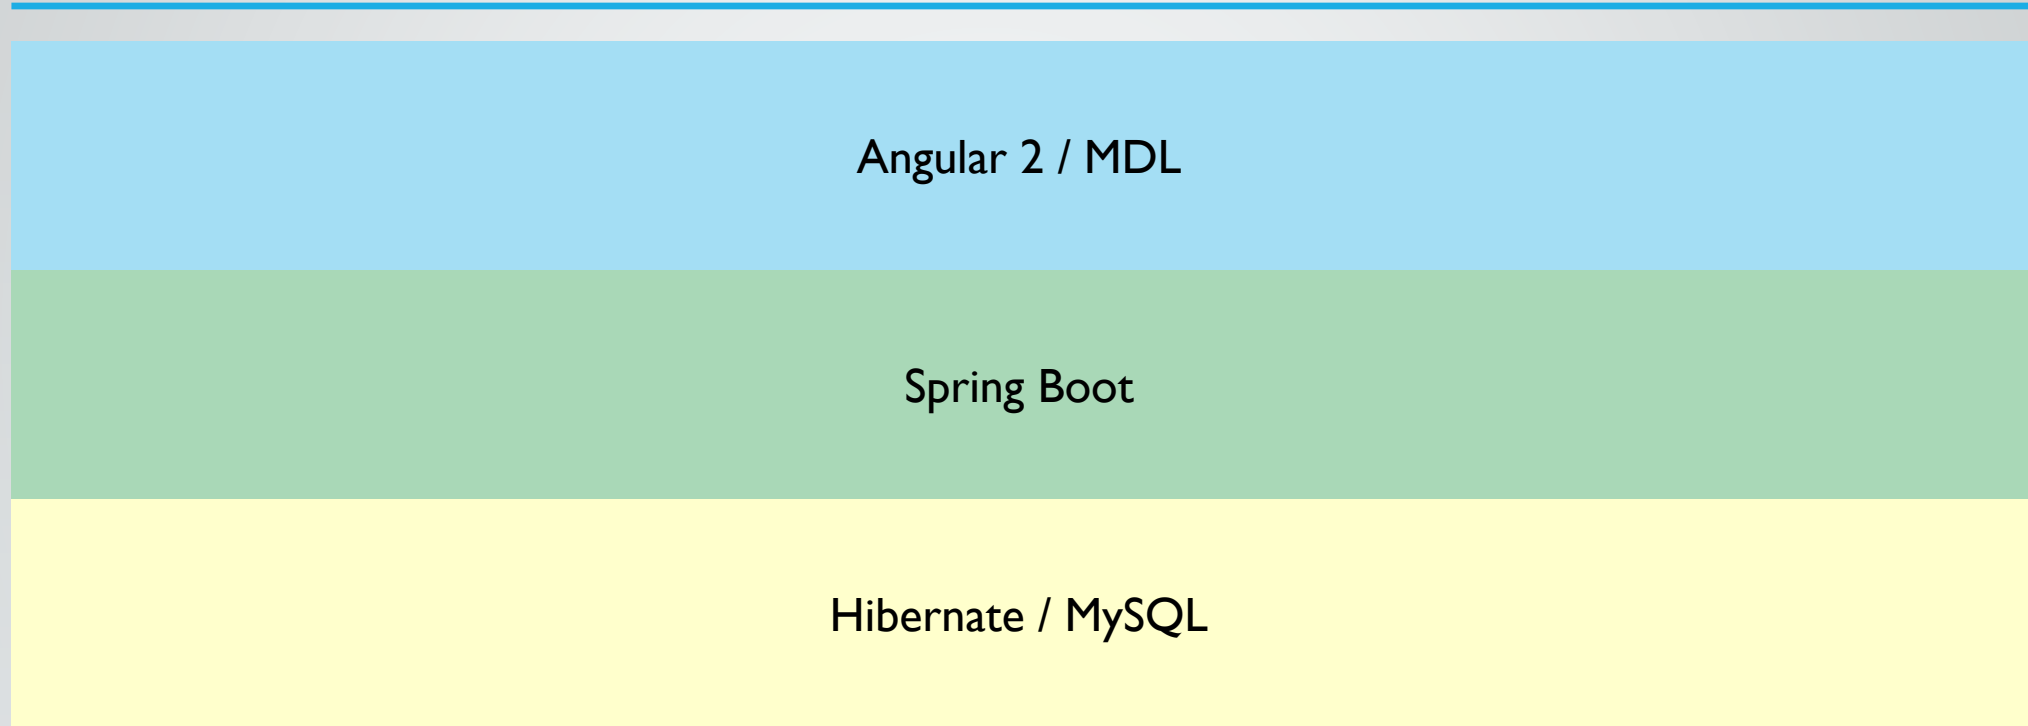 Angular 2 / MDL
Spring Boot
Hibernate / MySQL